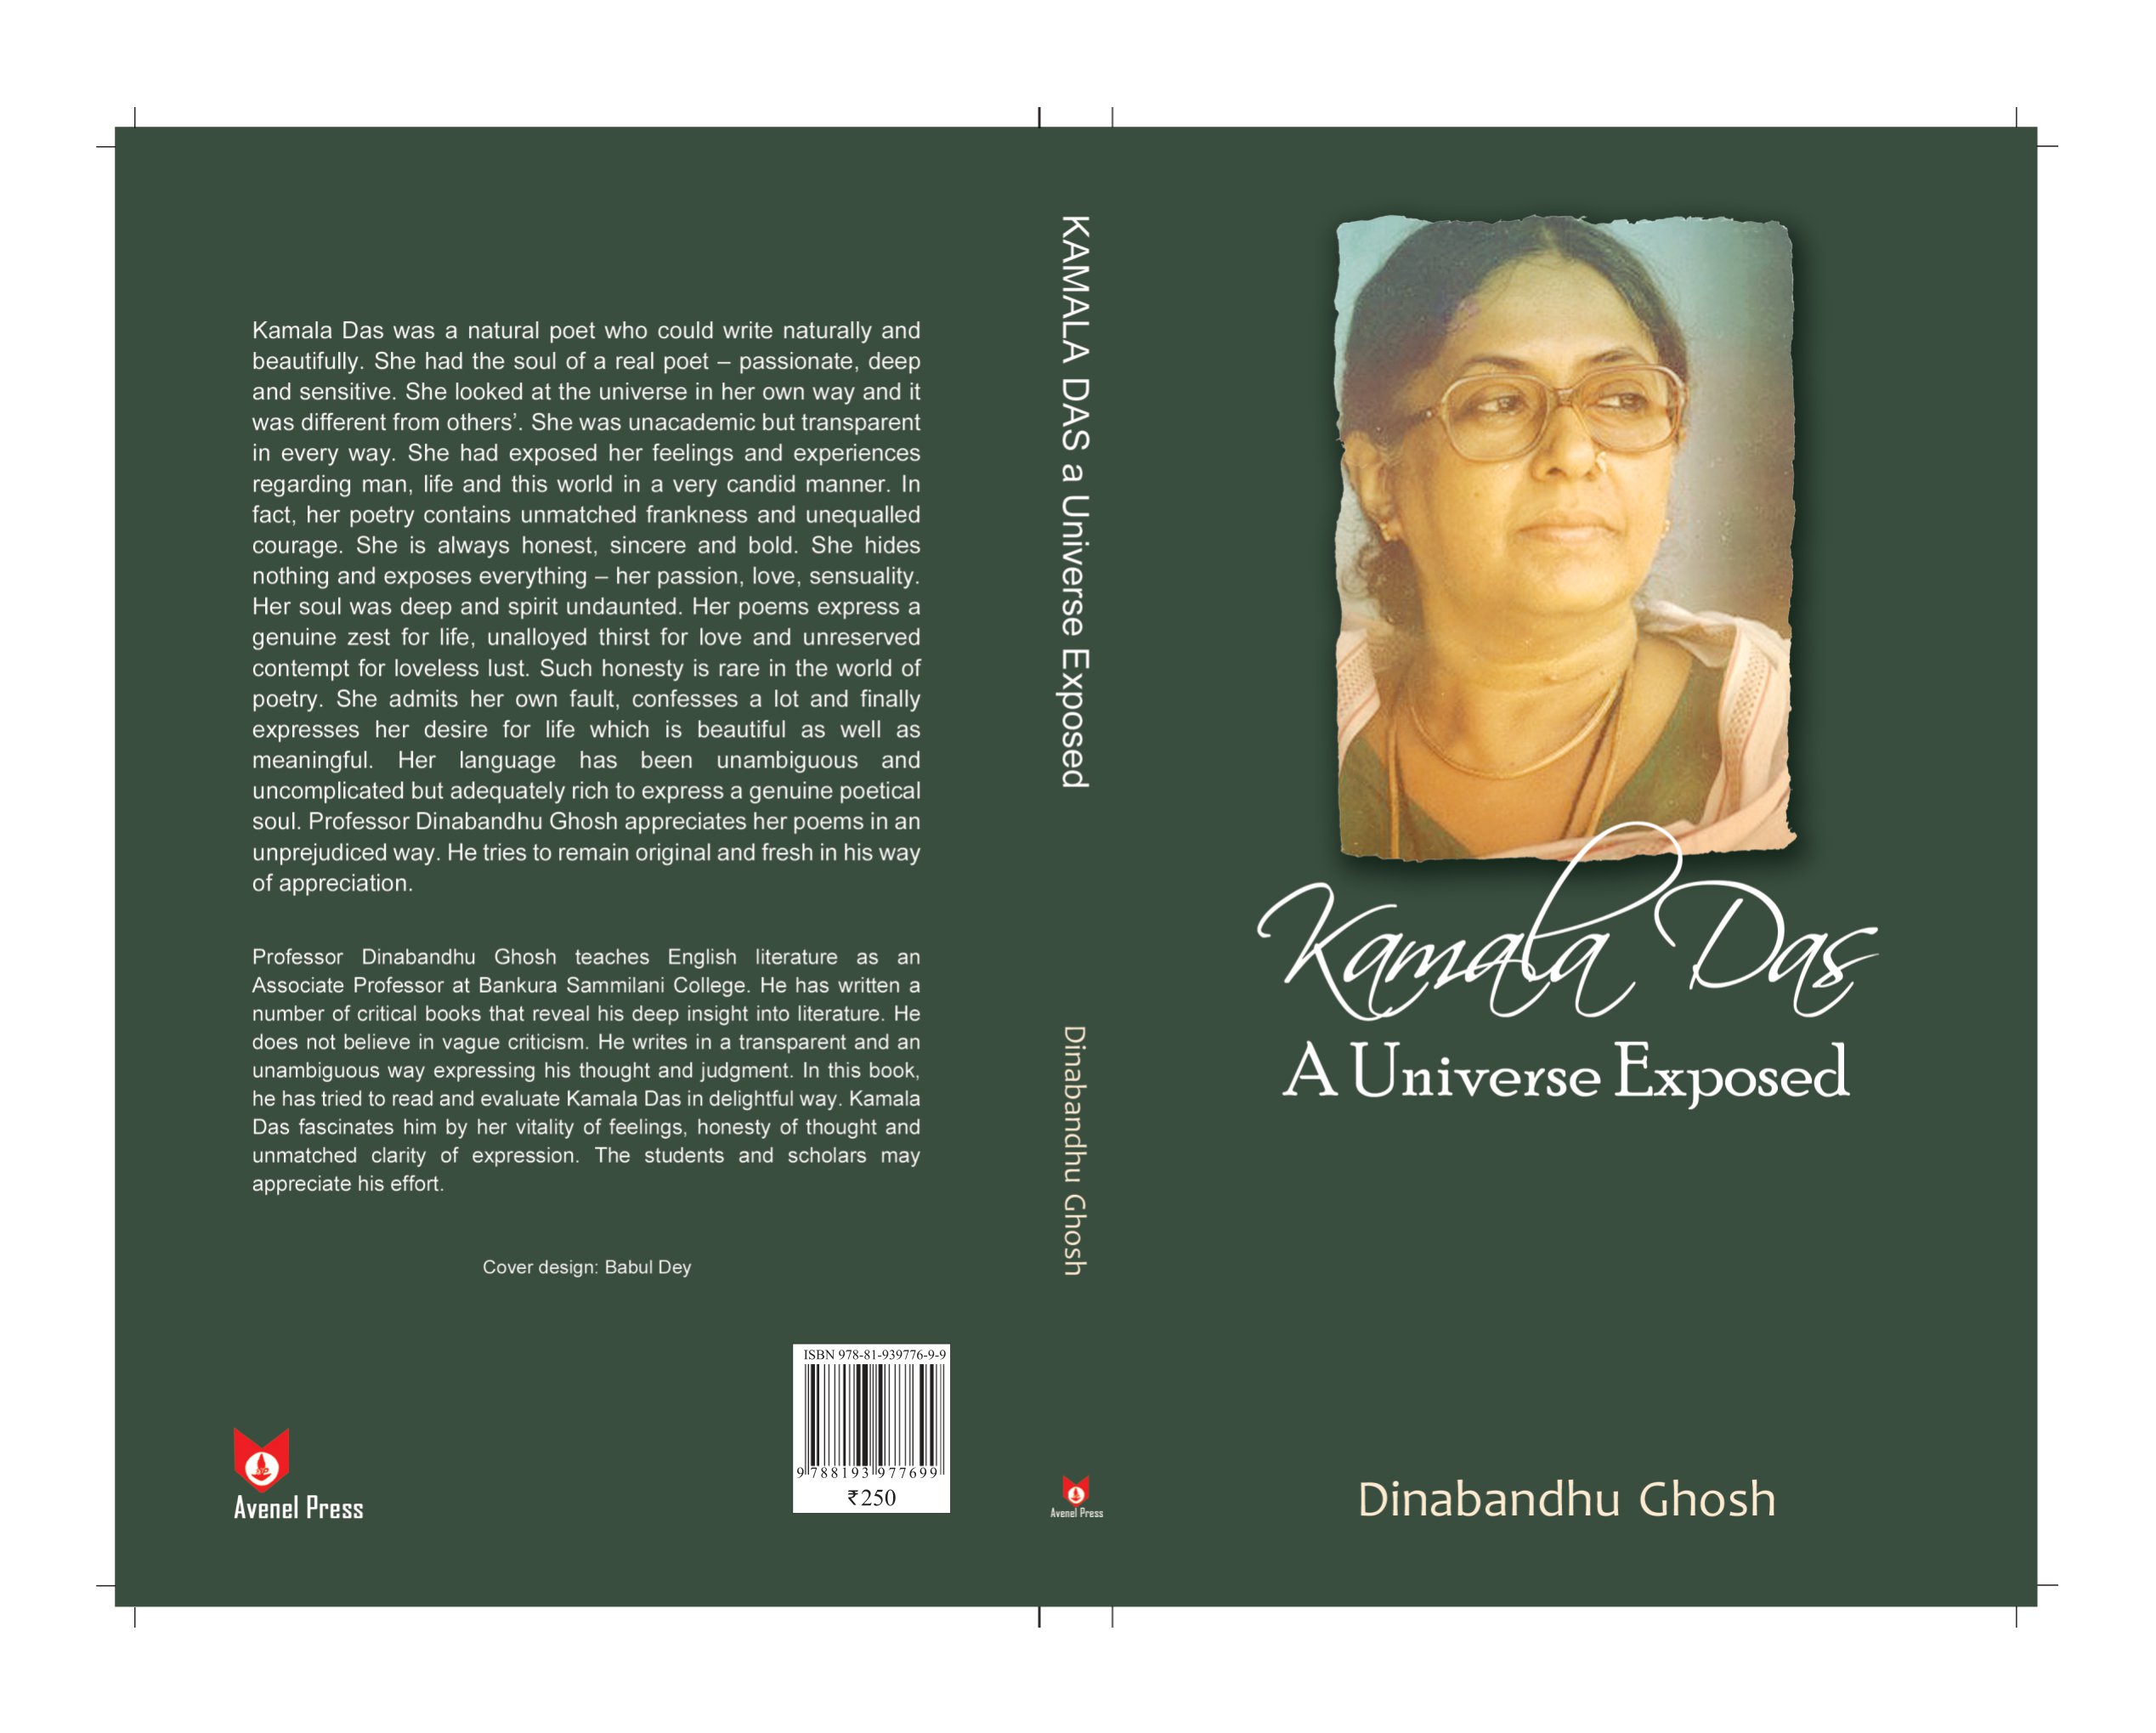 Kamala Das was a natural poet who could write naturally and
beautifully. She had the soul of a real poet – passionate, deep
and sensitive. She looked at the universe in her own way and it
was different from others’. She was unacademic but transparent
in every way. She had exposed her feelings and experiences
regarding man, life and this world in a very candid manner. In
fact, her poetry contains unmatched frankness and unequalled
courage. She is always honest, sincere and bold. She hides
nothing and exposes everything – her passion, love, sensuality.
Her soul was deep and spirit undaunted. Her poems express a
genuine zest for life, unalloyed thirst for love and unreserved
contempt for loveless lust. Such honesty is rare in the world of
poetry. She admits her own fault, confesses a lot and finally
expresses her desire for life which is beautiful as well as
meaningful. Her language has been unambiguous and
uncomplicated but adequately rich to express a genuine poetical
soul. Professor Dinabandhu Ghosh appreciates her poems in an
unprejudiced way. He tries to remain original and fresh in his way
of appreciation.
Professor Dinabandhu Ghosh teaches English literature as an
Associate Professor at Bankura Sammilani College. He has written a
number of critical books that reveal his deep insight into literature. He
does not believe in vague criticism. He writes in a transparent and an
unambiguous way expressing his thought and judgment. In this book,
he has tried to read and evaluate Kamala Das in delightful way. Kamala
Das fascinates him by her vitality of feelings, honesty of thought and
unmatched clarity of expression. The students and scholars may
appreciate his effort.
Cover design: Babul Dey
ISBN 978-81-939776-9-9
9 788193 977699
₹250
Avenel Press
KAMALA DAS a Universe Exposed
Dinabandhu Ghosh
Avenel Press
Kamala Das
A Universe Exposed
Dinabandhu Ghosh